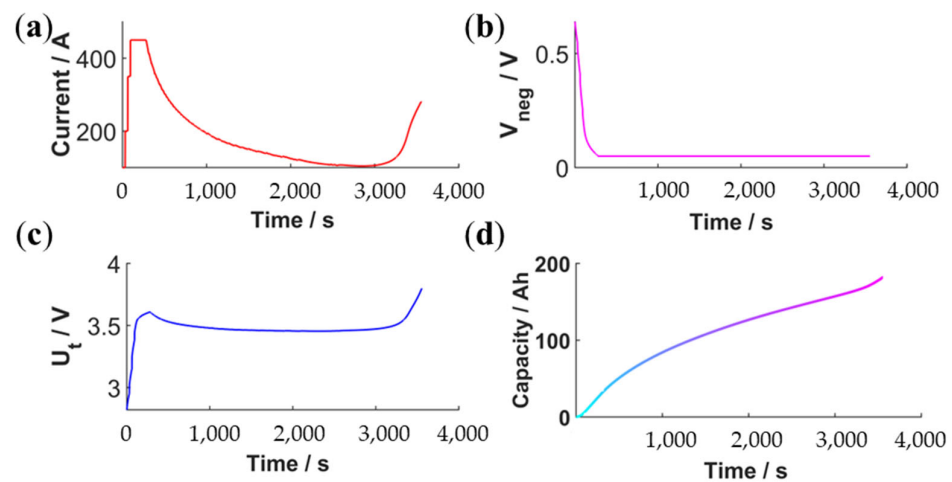 (a)
Current / A
400
200
0
1,000
2,000
3,000
4,000
Time / s
(b)
V_neg / V
0.5
0
1,000
2,000
3,000
4,000
Time / s
(c)
U_t / V
4
3.5
3
0
1,000
2,000
3,000
4,000
Time / s
(d)
Capacity / Ah
200
100
0
1,000
2,000
3,000
4,000
Time / s